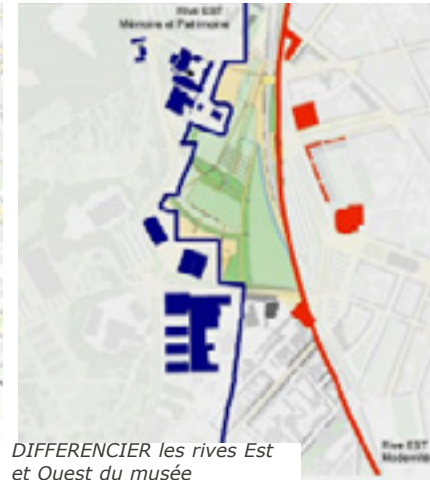 Rive EST
Mémoire et Patrimoine
Rive EST
Modernité
DIFFERENCIER les rives Est
et Ouest du musée